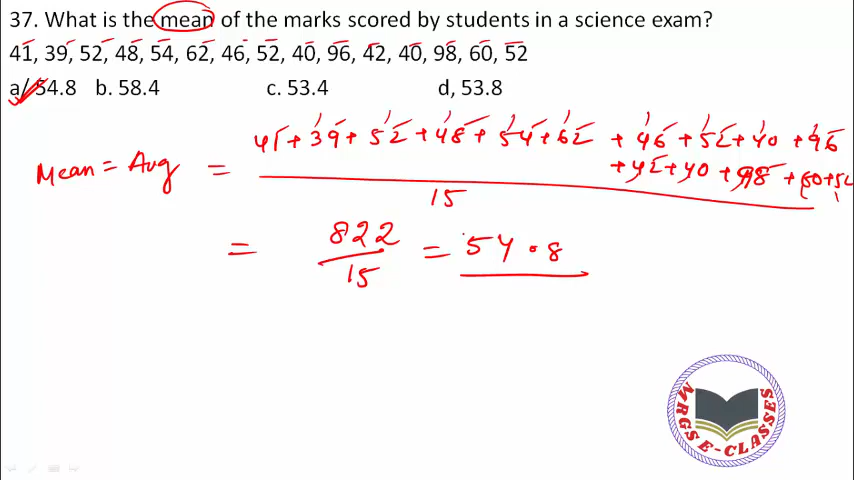 37. What is the mean of the marks scored by students in a science exam?
41, 39, 52, 48, 54, 62, 46, 52, 40, 96, 42, 40, 98, 60, 52
a/ 54.8 b. 58.4 c. 53.4 d, 53.8
Mean = Avg = 41 + 39 + 52 + 48 + 54 + 62 + 46 + 52 + 40 + 96
+ 42 + 40 + 98 + 60 + 52
15
= 822 = 54.8
15
MRGSE E-CLASSES